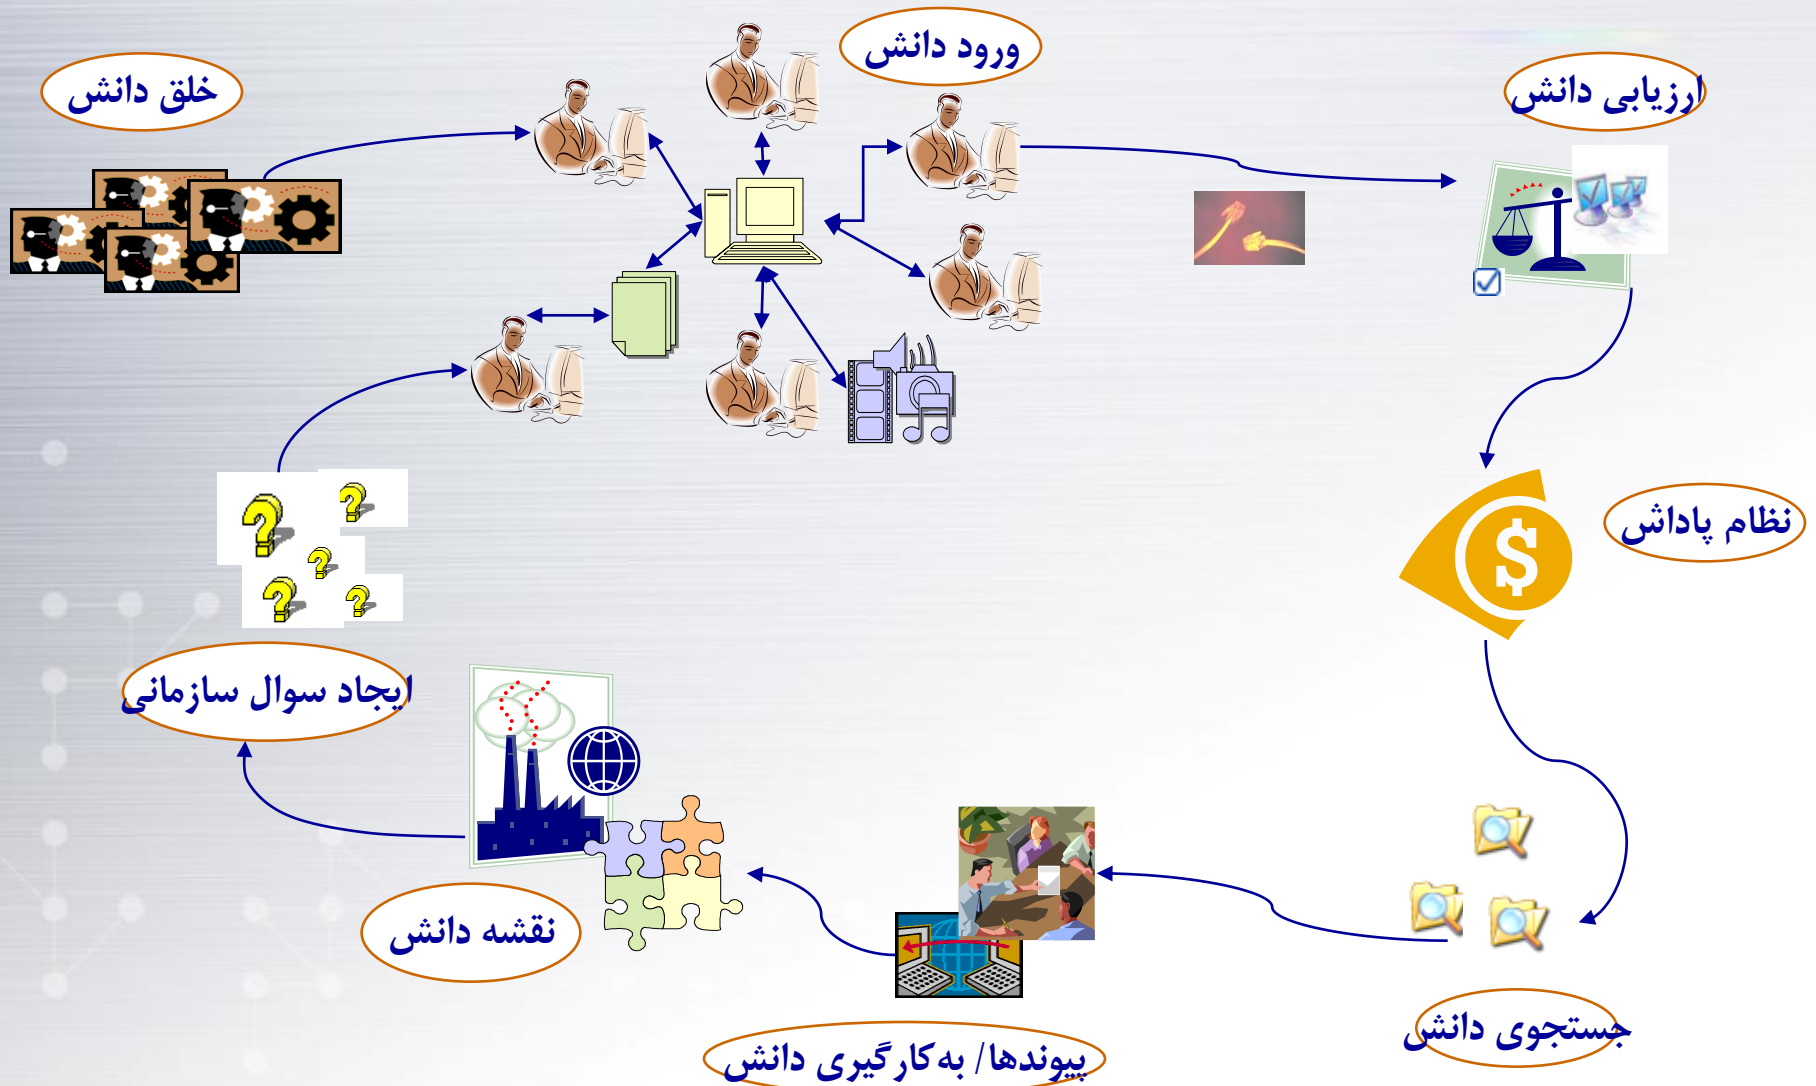 خلق دانش
ورود دانش
ارزیابی دانش
نظام پاداش
جستجوی دانش
پیوندها/ به‌کارگیری دانش
نقشه دانش
ایجاد سوال سازمانی